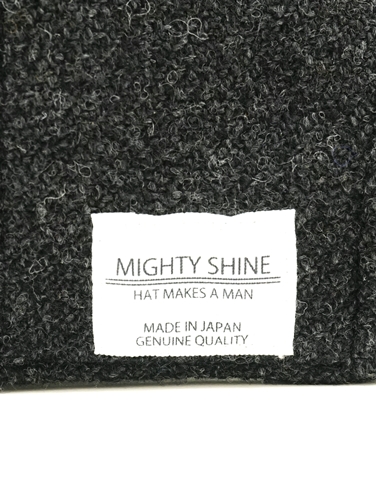 MIGHTY SHINE
HAT MAKES A MAN
MADE IN JAPAN
GENUINE QUALITY